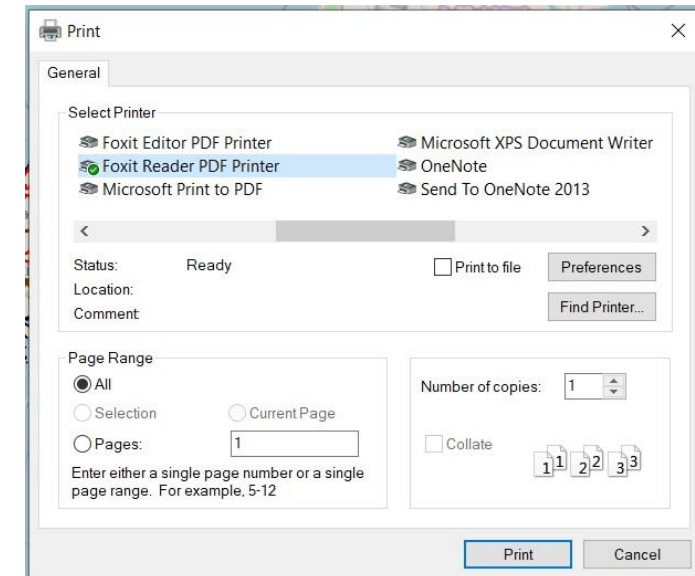 Print
General
Select Printer
Foxit Editor PDF Printer
Foxit Reader PDF Printer
Microsoft Print to PDF
Microsoft XPS Document Writer
OneNote
Send To OneNote 2013
Status: Ready
Location:
Comment:
Print to file
Preferences
Find Printer...
Page Range
All
Selection
Current Page
Pages: 1
Enter either a single page number or a single
page range. For example, 5-12
Number of copies: 1
Collate
1 1 2 2 3 3
Print
Cancel